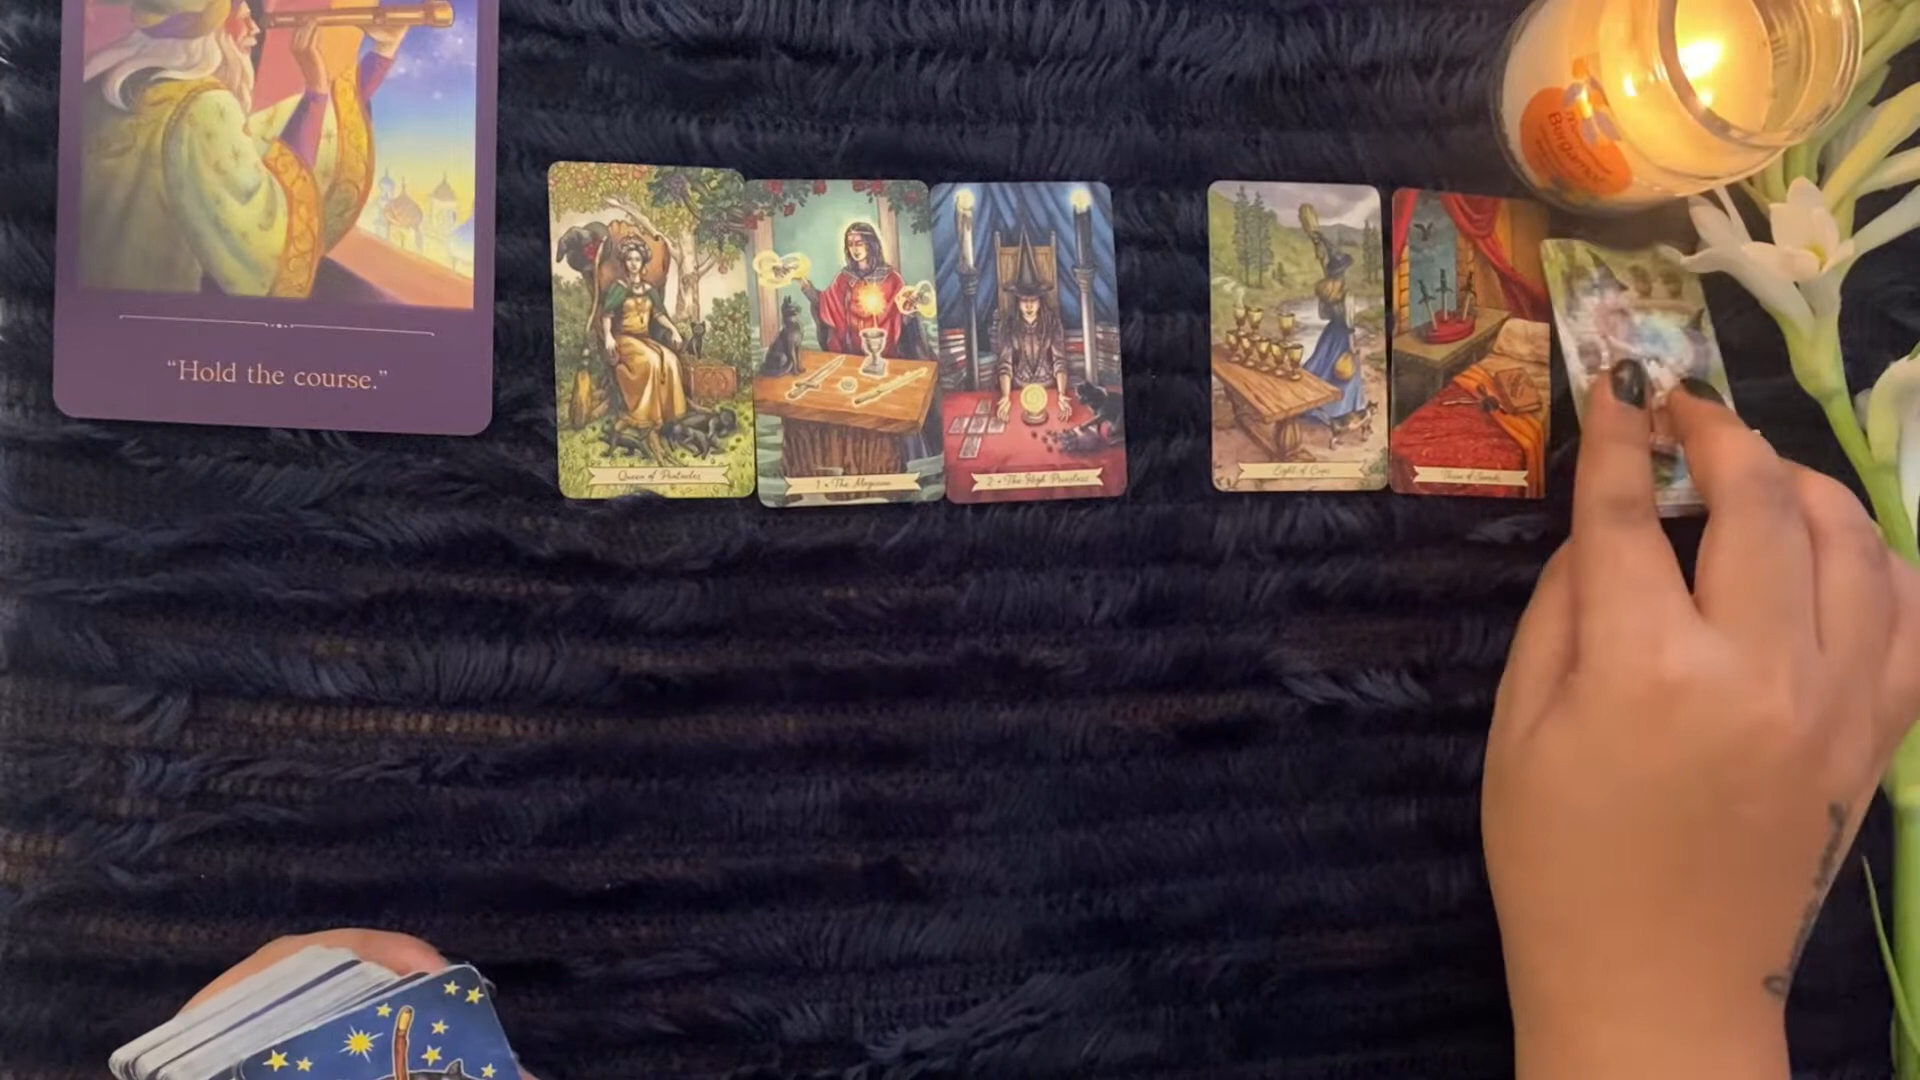 “Hold the course.”
Queen of Pentacles
1 • The Magician
2 • The High Priestess
Eight of Cups
Three of Swords
Bergamot